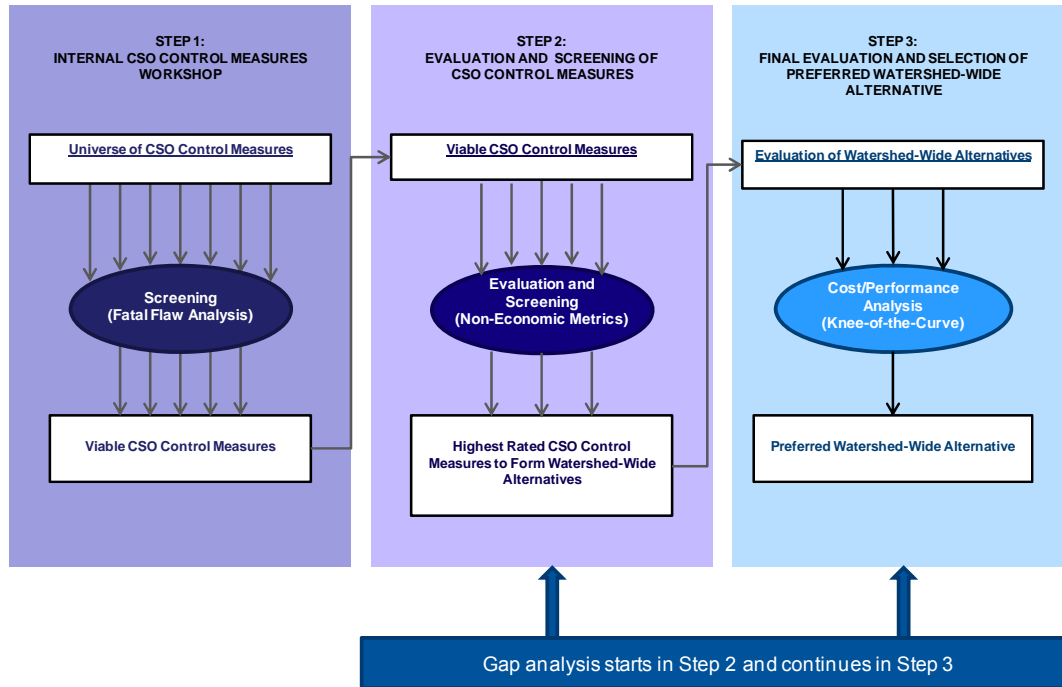 STEP 1:
INTERNAL CSO CONTROL MEASURES
WORKSHOP
Universe of CSO Control Measures
Screening
(Fatal Flaw Analysis)
Viable CSO Control Measures
STEP 2:
EVALUATION AND SCREENING OF
CSO CONTROL MEASURES
Viable CSO Control Measures
Evaluation and
Screening
(Non-Economic Metrics)
Highest Rated CSO Control
Measures to Form Watershed-Wide
Alternatives
STEP 3:
FINAL EVALUATION AND SELECTION OF
PREFERRED WATERSHED-WIDE
ALTERNATIVE
Evaluation of Watershed-Wide Alternatives
Cost/Performance
Analysis
(Knee-of-the-Curve)
Preferred Watershed-Wide Alternative
Gap analysis starts in Step 2 and continues in Step 3